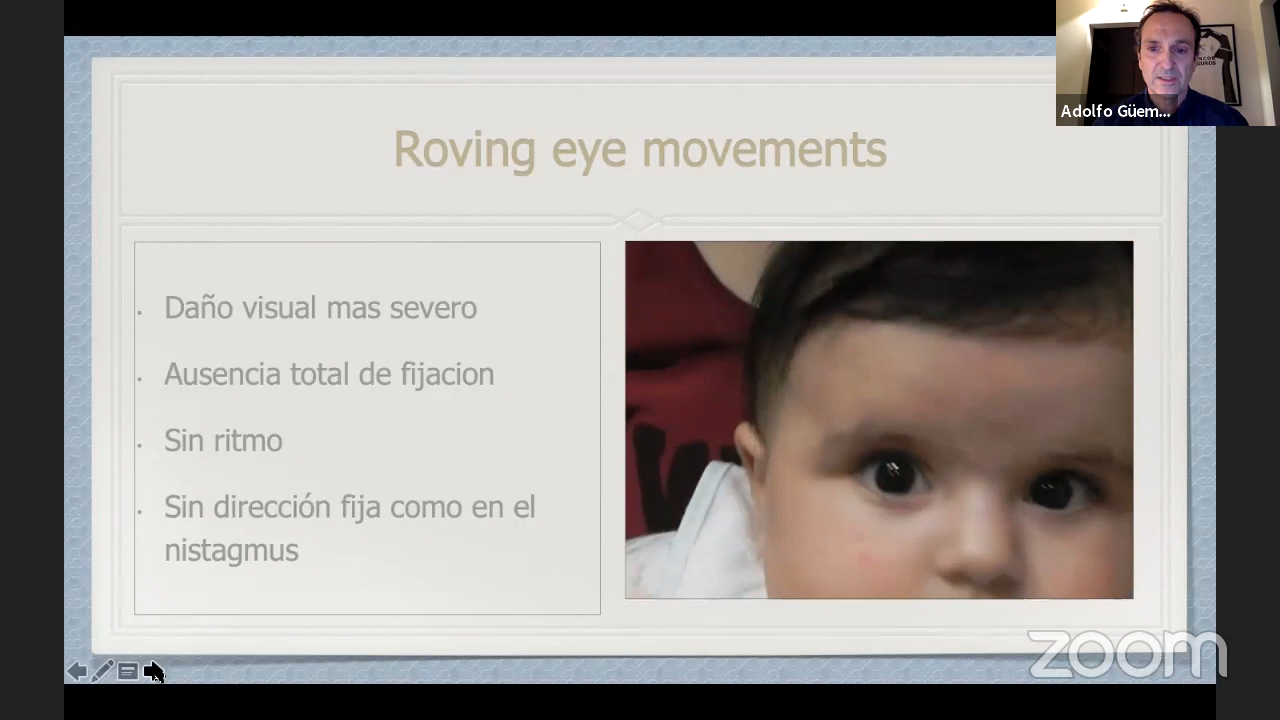 Adolfo Güem...
Roving eye movements
Daño visual mas severo
Ausencia total de fijacion
Sin ritmo
Sin dirección fija como en el
nistagmus
zoom